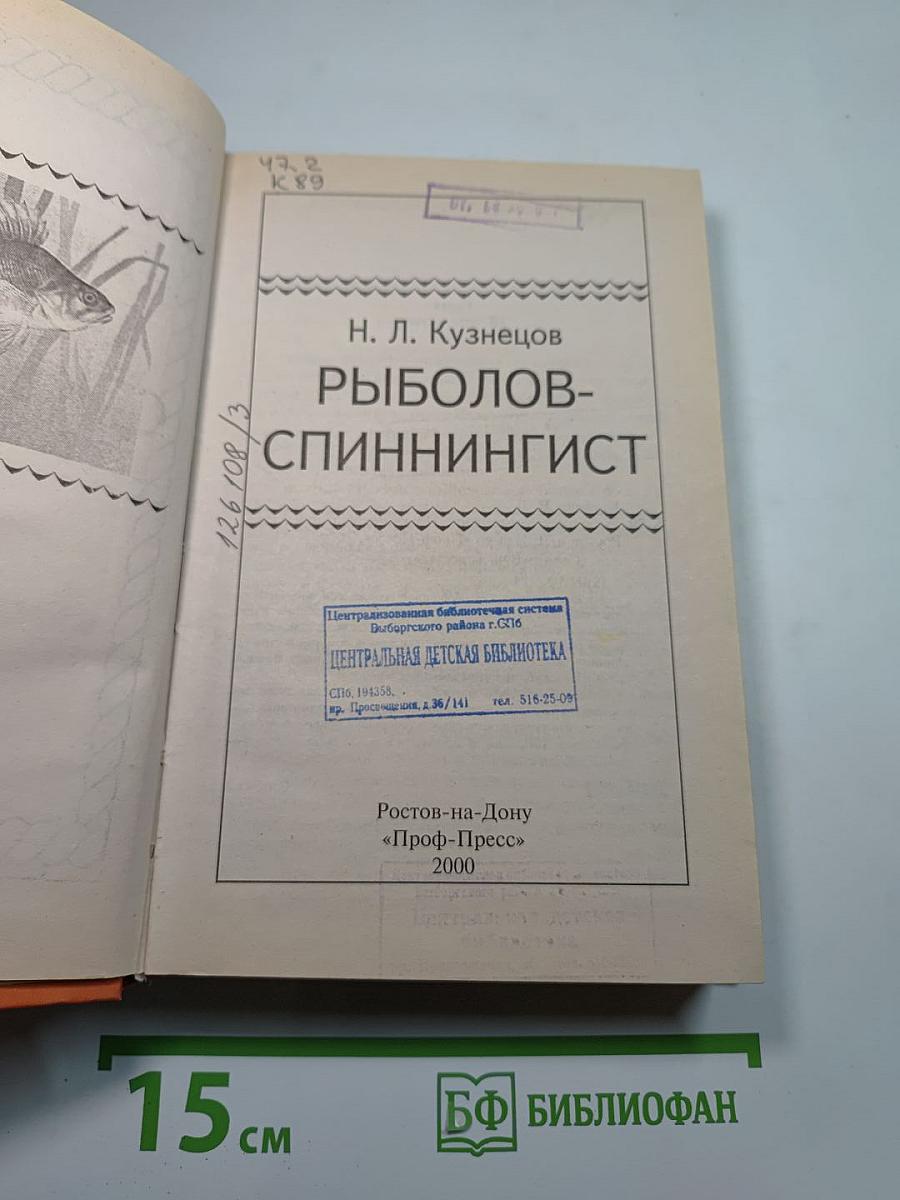 47.2
К 89
Н. Л. Кузнецов
РЫБОЛОВ-
СПИННИНГИСТ
126108/3
Централизованная библиотечная система
Выборгского района г.СПб
ЦЕНТРАЛЬНАЯ ДЕТСКАЯ БИБЛИОТЕКА
СПб, 194358,
пр. Просвещения, д.36/141 тел. 516-25-09
Ростов-на-Дону
«Проф-Пресс»
2000
15 см
БФ БИБЛИОФАН